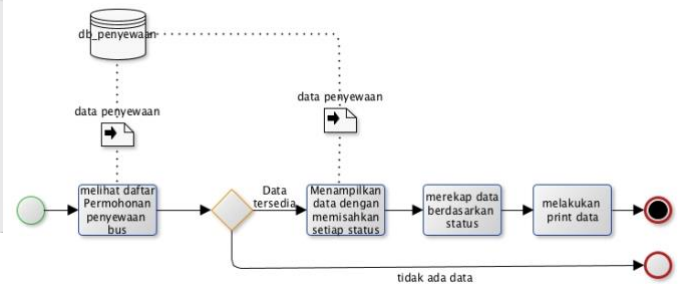 db_penyewaan
data penyewaan
data penyewaan
melihat daftar
Permohonan
penyewaan
bus
Data
tersedia
Menampilkan
data dengan
memisahkan
setiap status
merekap data
berdasarkan
status
melakukan
print data
tidak ada data